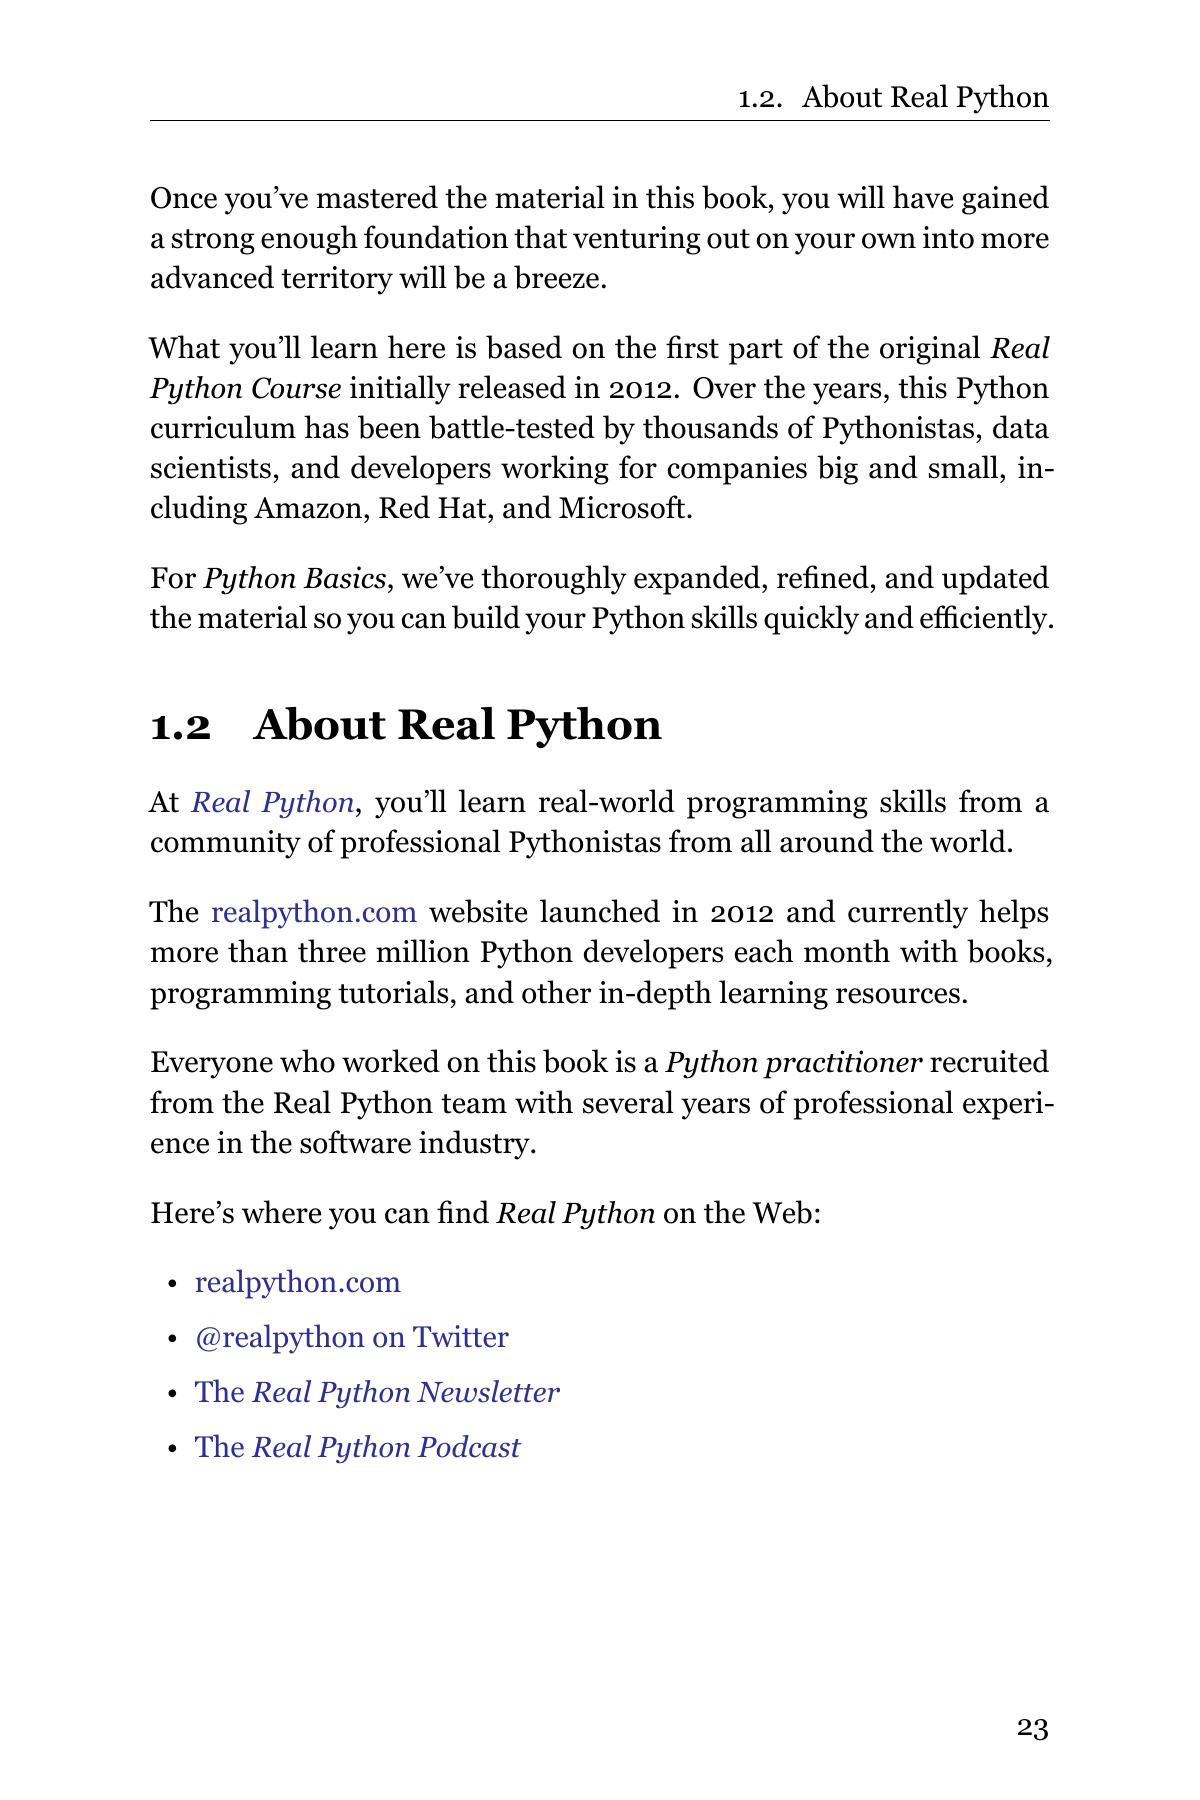 1.2. About Real Python
Once you’ve mastered the material in this book, you will have gained
a strong enough foundation that venturing out on your own into more
advanced territory will be a breeze.
What you’ll learn here is based on the first part of the original Real
Python Course initially released in 2012. Over the years, this Python
curriculum has been battle-tested by thousands of Pythonistas, data
scientists, and developers working for companies big and small, in-
cluding Amazon, Red Hat, and Microsoft.
For Python Basics, we’ve thoroughly expanded, refined, and updated
the material so you can build your Python skills quickly and efficiently.
1.2 About Real Python
At Real Python, you’ll learn real-world programming skills from a
community of professional Pythonistas from all around the world.
The realpython.com website launched in 2012 and currently helps
more than three million Python developers each month with books,
programming tutorials, and other in-depth learning resources.
Everyone who worked on this book is a Python practitioner recruited
from the Real Python team with several years of professional experi-
ence in the software industry.
Here’s where you can find Real Python on the Web:
• realpython.com
• @realpython on Twitter
• The Real Python Newsletter
• The Real Python Podcast
23